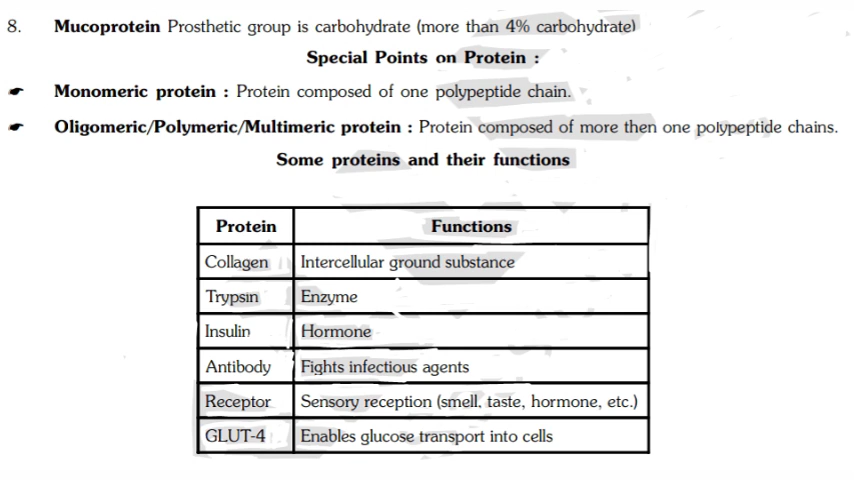 8. Mucoprotein Prosthetic group is carbohydrate (more than 4% carbohydrate)
Special Points on Protein :
☛ Monomeric protein : Protein composed of one polypeptide chain.
☛ Oligomeric/Polymeric/Multimeric protein : Protein composed of more then one polypeptide chains.
Some proteins and their functions
Protein Functions
Collagen Intercellular ground substance
Trypsin Enzyme
Insulin Hormone
Antibody Fights infectious agents
Receptor Sensory reception (smell, taste, hormone, etc.)
GLUT-4 Enables glucose transport into cells